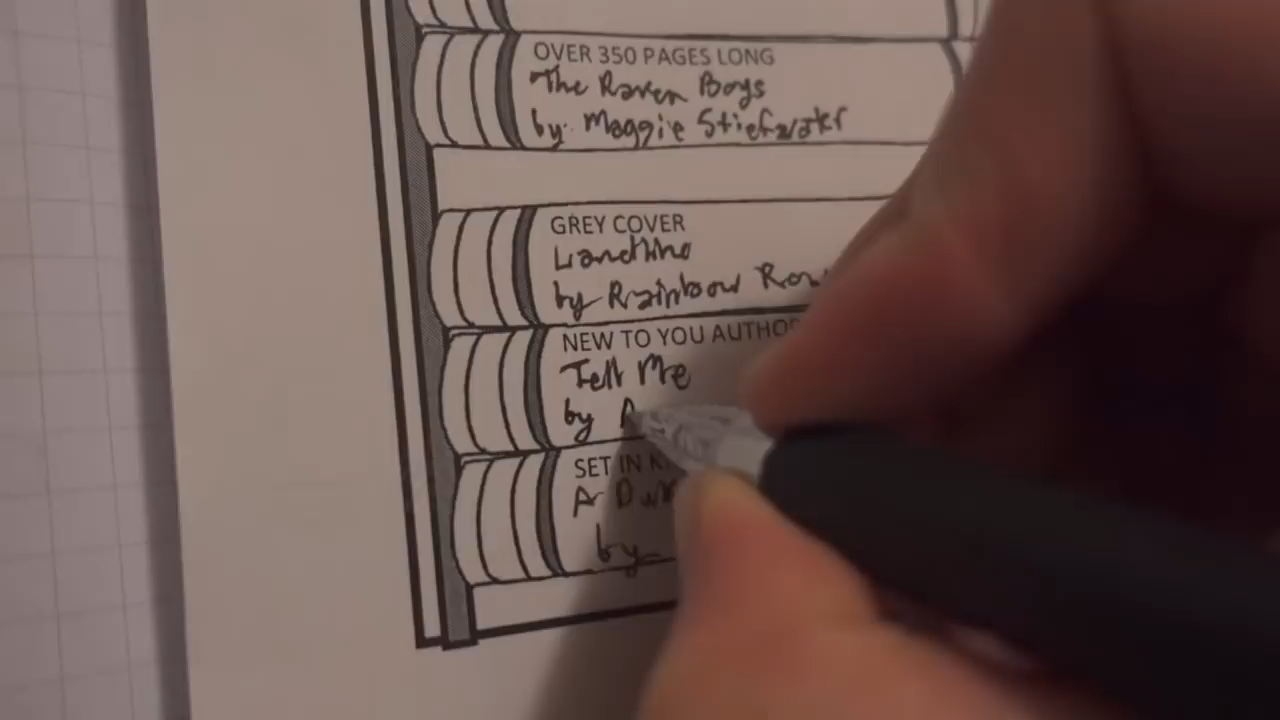 OVER 350 PAGES LONG
The Raven Boys
by: Maggie Stiefvater
GREY COVER
Landline
by Rainbow
NEW TO YOU AUTHOR
Tell Me
by
SET IN
A
by